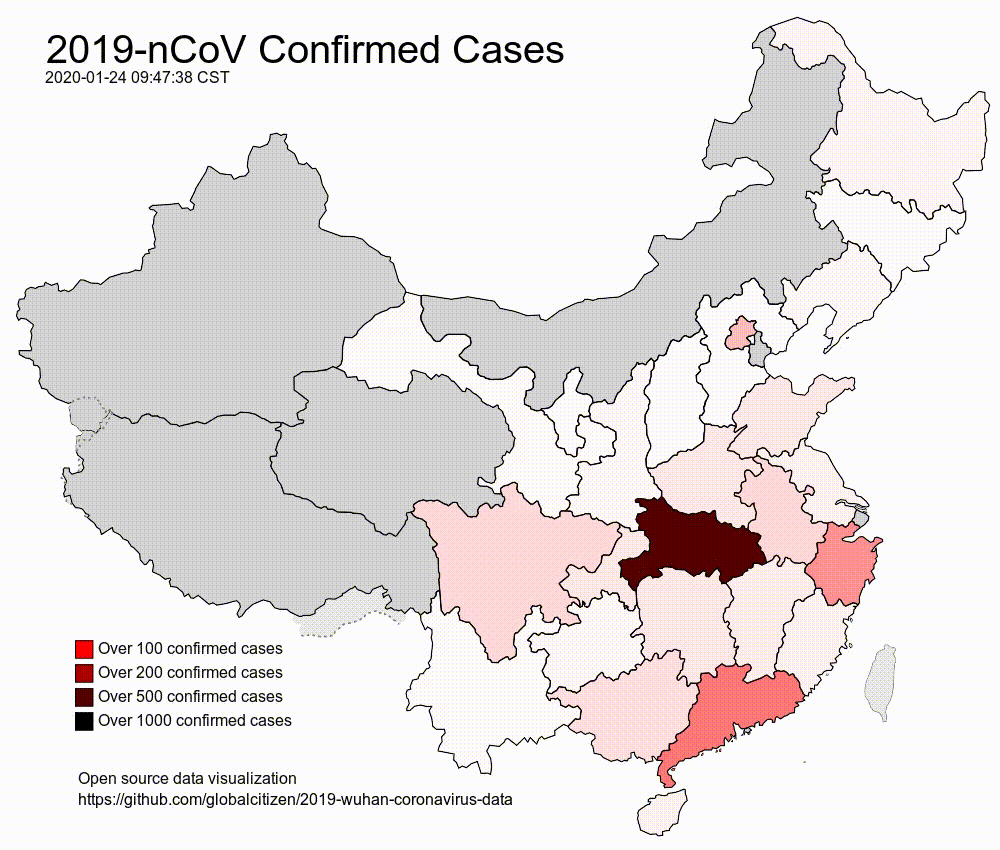 2019-nCoV Confirmed Cases
2020-01-24 09:47:38 CST
Over 100 confirmed cases
Over 200 confirmed cases
Over 500 confirmed cases
Over 1000 confirmed cases
Open source data visualization
https://github.com/globalcitizen/2019-wuhan-coronavirus-data